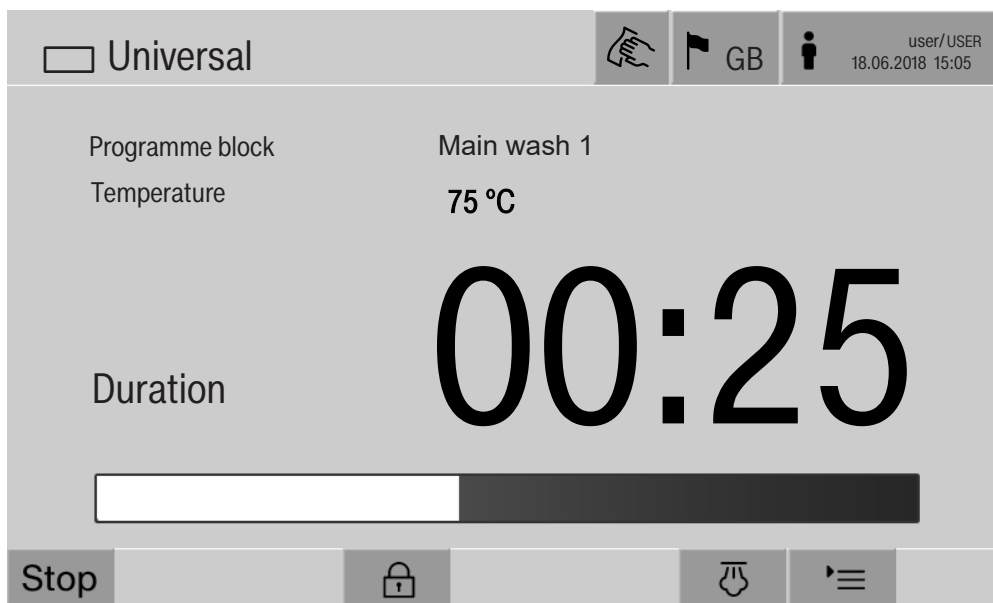 Universal
GB
user/USER
18.06.2018 15:05
Programme block Main wash 1
Temperature 75 °C
Duration 00:25
Stop